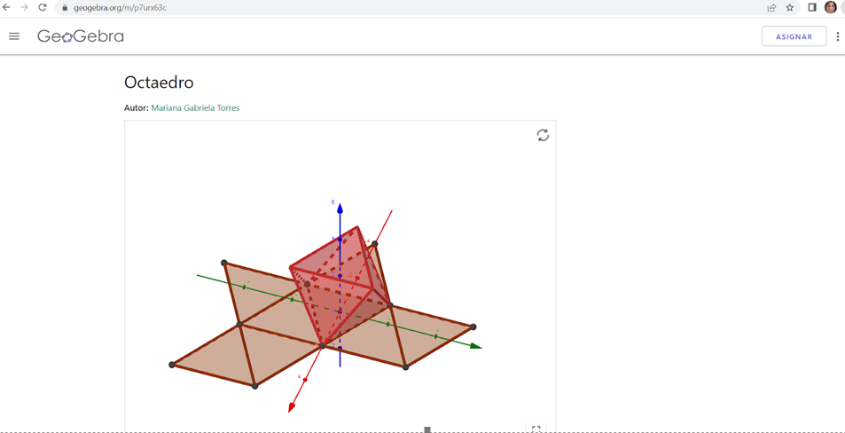 geogebra.org/m/p7urx63c
GeoGebra
ASIGNAR
Octaedro
Autor: Mariana Gabriela Torres